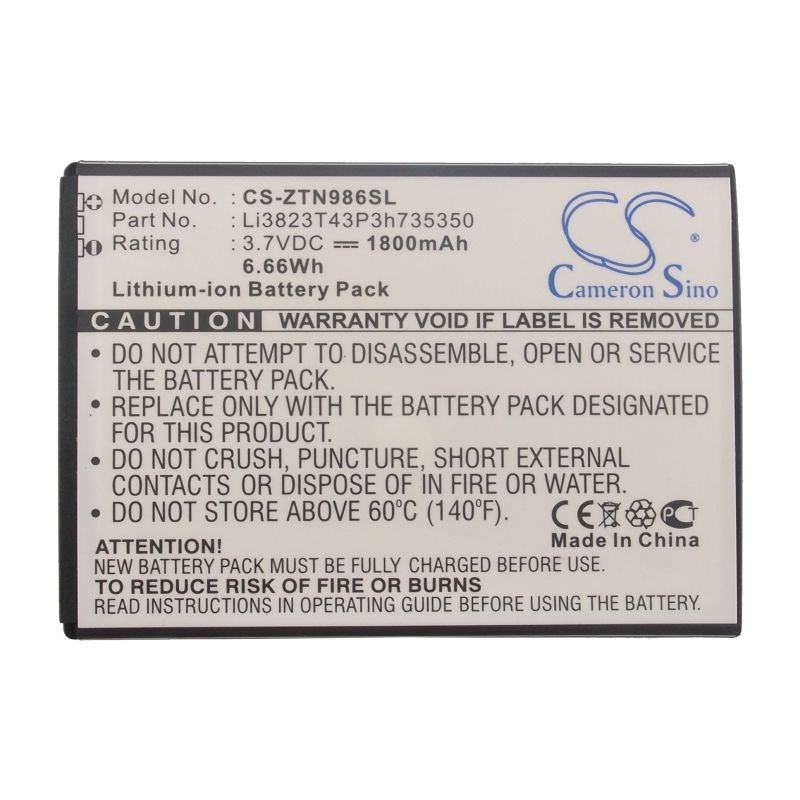 Model No.   : CS-ZTN986SL
Part No.      : Li3823T43P3h735350
Rating         : 3.7VDC ⎓ 1800mAh
6.66Wh
Lithium-ion Battery Pack
CS ®
Cameron Sino
CAUTION WARRANTY VOID IF LABEL IS REMOVED
• DO NOT ATTEMPT TO DISASSEMBLE, OPEN OR SERVICE
THE BATTERY PACK.
• REPLACE ONLY WITH THE BATTERY PACK DESIGNATED
FOR THIS PRODUCT.
• DO NOT CRUSH, PUNCTURE, SHORT EXTERNAL
CONTACTS OR DISPOSE OF IN FIRE OR WATER.
• DO NOT STORE ABOVE 60°C (140°F).
CE PCT
Made In China
ATTENTION!
NEW BATTERY PACK MUST BE FULLY CHARGED BEFORE USE.
TO REDUCE RISK OF FIRE OR BURNS
READ INSTRUCTIONS IN OPERATING GUIDE BEFORE USING THE BATTERY.